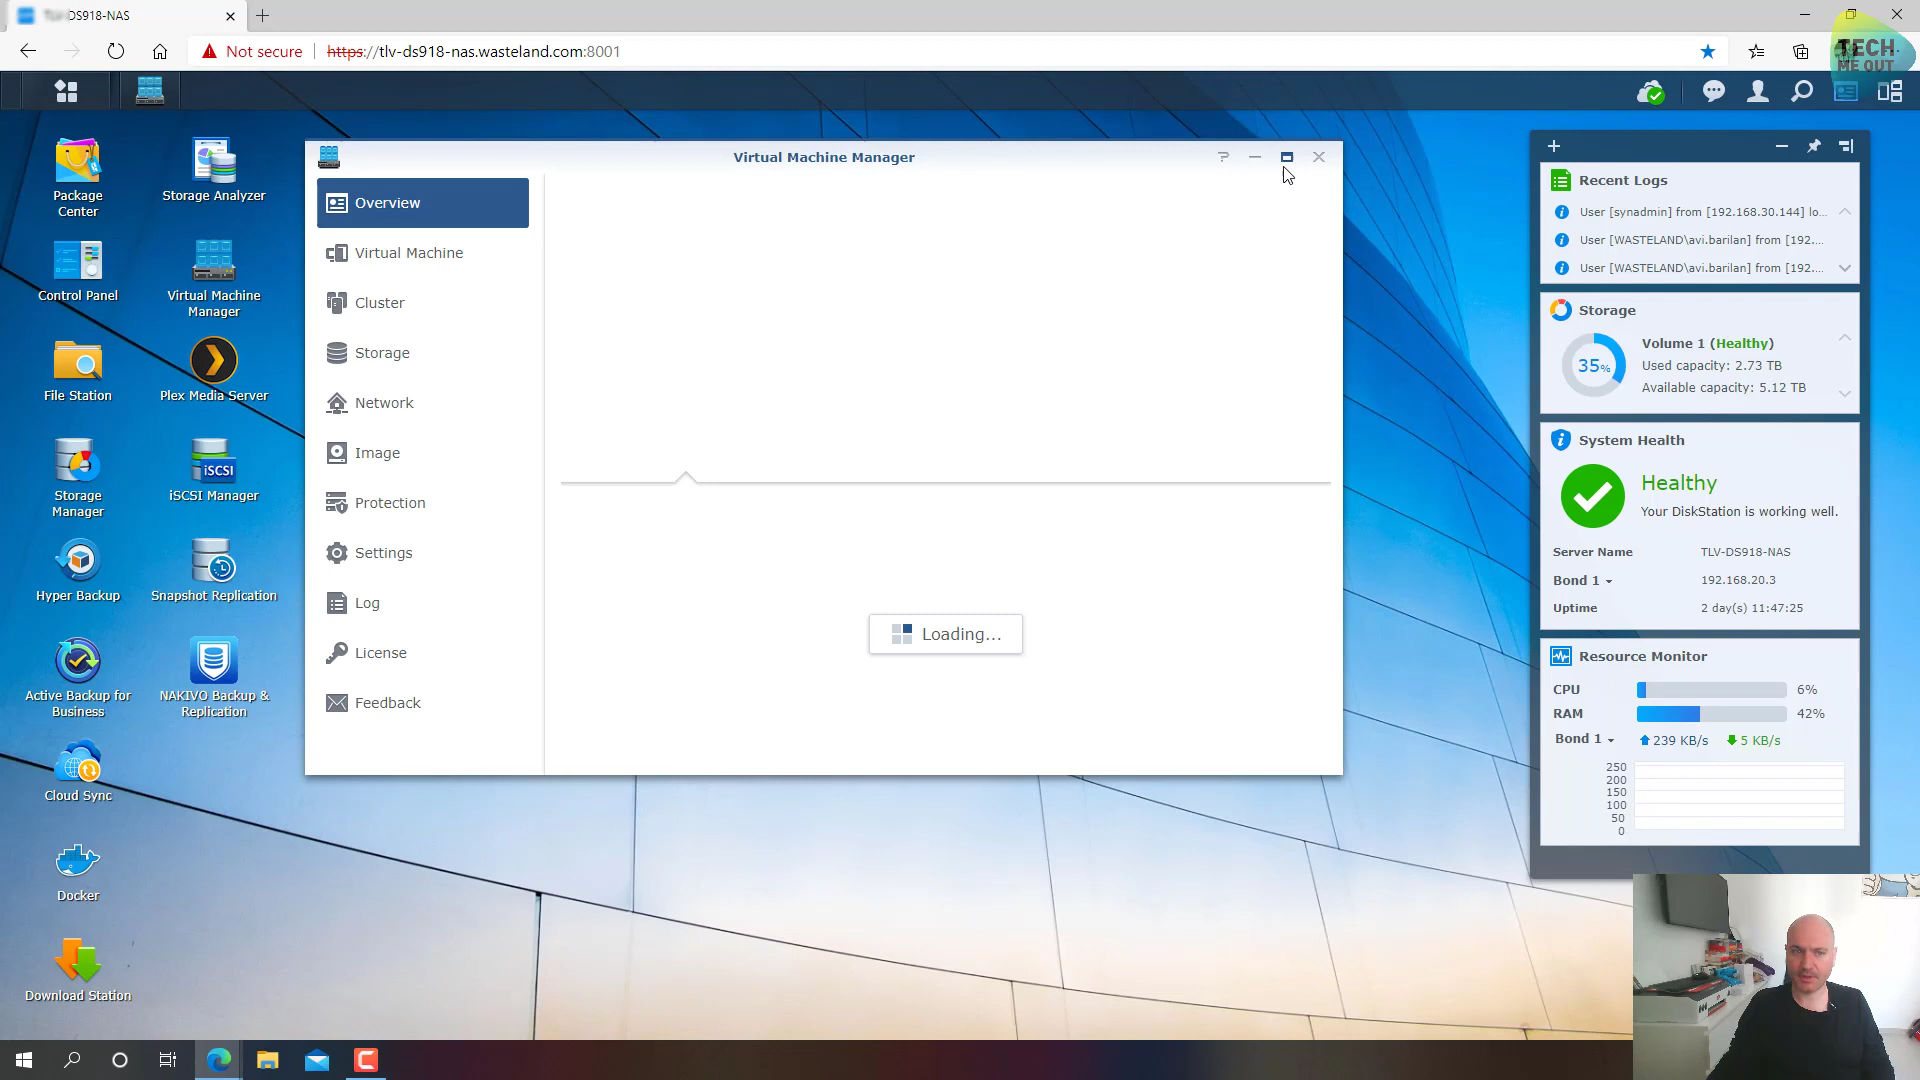 DS918-NAS
Not secure
https://tlv-ds918-nas.wasteland.com:8001
TECH
ME OUT
Package
Center
Storage Analyzer
Control Panel
Virtual Machine
Manager
File Station
Plex Media Server
Storage
Manager
iSCSI
iSCSI Manager
Hyper Backup
Snapshot Replication
Active Backup for
Business
NAKIVO Backup &
Replication
Cloud Sync
Docker
Download Station
Virtual Machine Manager
Overview
Virtual Machine
Cluster
Storage
Network
Image
Protection
Settings
Log
License
Feedback
Loading...
Recent Logs
User [synadmin] from [192.168.30.144] lo...
User [WASTELAND\avi.barilan] from [192....
User [WASTELAND\avi.barilan] from [192....
Storage
35%
Volume 1 (Healthy)
Used capacity: 2.73 TB
Available capacity: 5.12 TB
System Health
Healthy
Your DiskStation is working well.
Server Name TLV-DS918-NAS
Bond 1 192.168.20.3
Uptime 2 day(s) 11:47:25
Resource Monitor
CPU 6%
RAM 42%
Bond 1 239 KB/s 5 KB/s
250
200
150
100
50
0